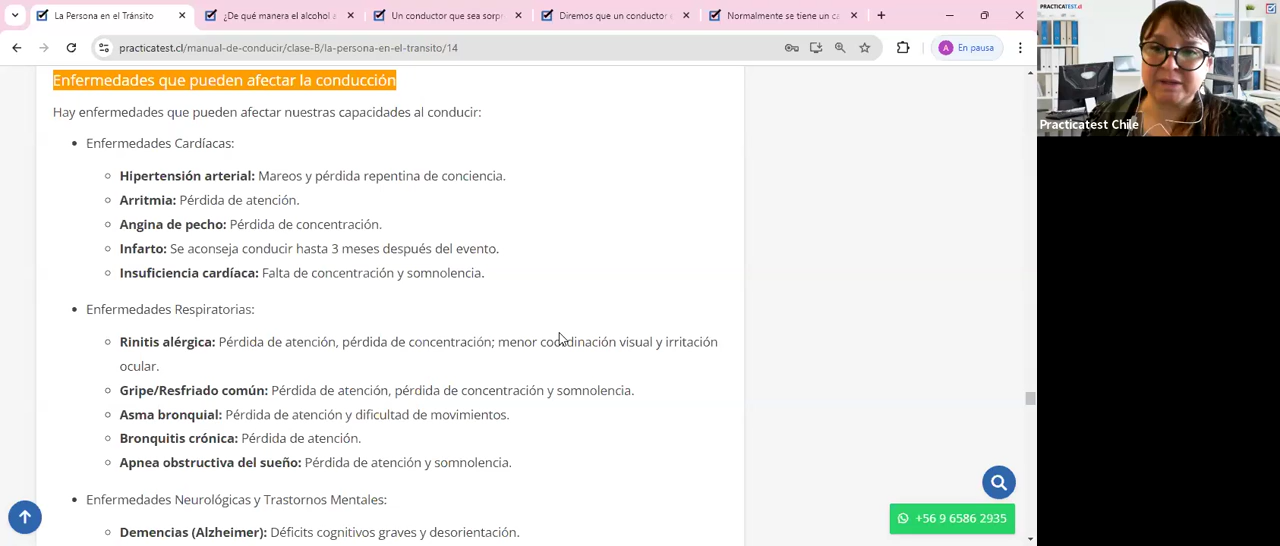 La Persona en el Tránsito
¿De qué manera el alcohol a
Un conductor que sea sorpr
Diremos que un conductor e
Normalmente se tiene un ca
practicatest.cl/manual-de-conducir/clase-B/la-persona-en-el-transito/14
A
En pausa
PRACTICATEST.cl
Practicatest Chile
Enfermedades que pueden afectar la conducción
Hay enfermedades que pueden afectar nuestras capacidades al conducir:
Enfermedades Cardíacas:
Hipertensión arterial: Mareos y pérdida repentina de conciencia.
Arritmia: Pérdida de atención.
Angina de pecho: Pérdida de concentración.
Infarto: Se aconseja conducir hasta 3 meses después del evento.
Insuficiencia cardíaca: Falta de concentración y somnolencia.
Enfermedades Respiratorias:
Rinitis alérgica: Pérdida de atención, pérdida de concentración; menor coordinación visual y irritación
ocular.
Gripe/Resfriado común: Pérdida de atención, pérdida de concentración y somnolencia.
Asma bronquial: Pérdida de atención y dificultad de movimientos.
Bronquitis crónica: Pérdida de atención.
Apnea obstructiva del sueño: Pérdida de atención y somnolencia.
Enfermedades Neurológicas y Trastornos Mentales:
Demencias (Alzheimer): Déficits cognitivos graves y desorientación.
+56 9 6586 2935